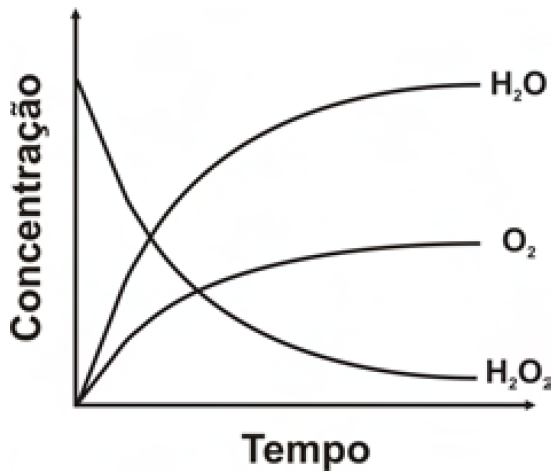 Concentração
H₂O
O₂
H₂O₂
Tempo